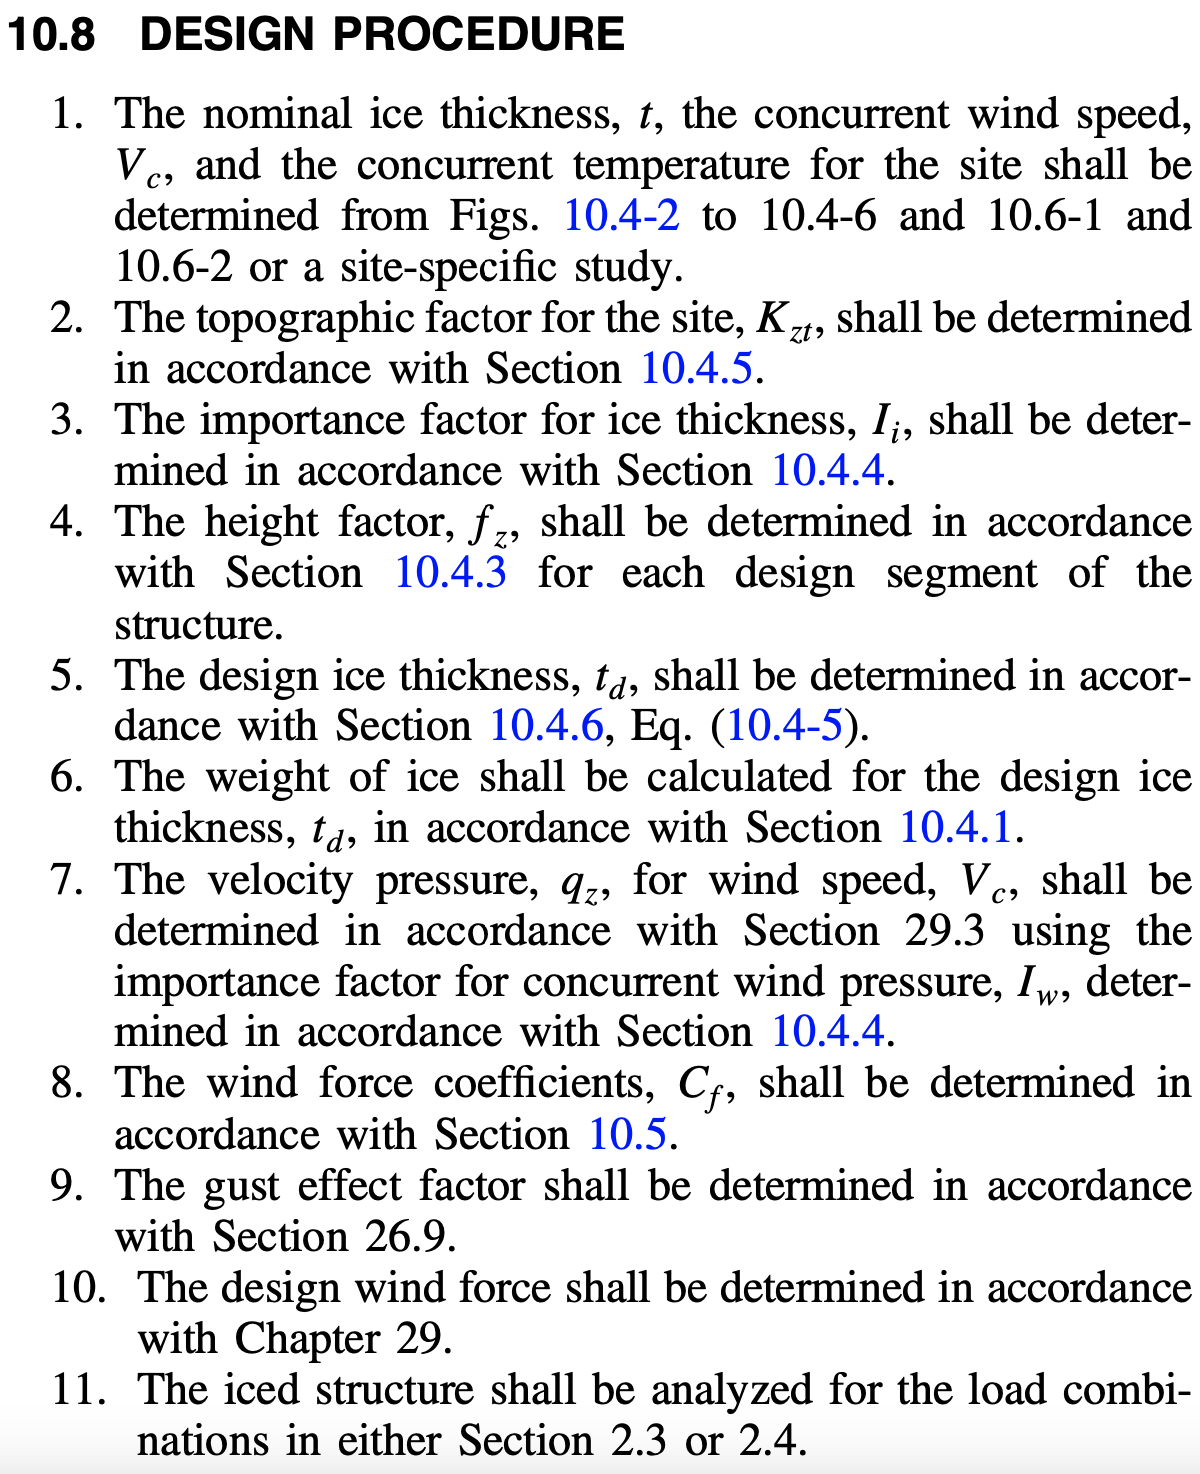 10.8 DESIGN PROCEDURE
1. The nominal ice thickness, t, the concurrent wind speed,
V_c, and the concurrent temperature for the site shall be
determined from Figs. 10.4-2 to 10.4-6 and 10.6-1 and
10.6-2 or a site-specific study.
2. The topographic factor for the site, K_zt, shall be determined
in accordance with Section 10.4.5.
3. The importance factor for ice thickness, I_i, shall be deter-
mined in accordance with Section 10.4.4.
4. The height factor, f_z, shall be determined in accordance
with Section 10.4.3 for each design segment of the
structure.
5. The design ice thickness, t_d, shall be determined in accor-
dance with Section 10.4.6, Eq. (10.4-5).
6. The weight of ice shall be calculated for the design ice
thickness, t_d, in accordance with Section 10.4.1.
7. The velocity pressure, q_z, for wind speed, V_c, shall be
determined in accordance with Section 29.3 using the
importance factor for concurrent wind pressure, I_w, deter-
mined in accordance with Section 10.4.4.
8. The wind force coefficients, C_f, shall be determined in
accordance with Section 10.5.
9. The gust effect factor shall be determined in accordance
with Section 26.9.
10. The design wind force shall be determined in accordance
with Chapter 29.
11. The iced structure shall be analyzed for the load combi-
nations in either Section 2.3 or 2.4.